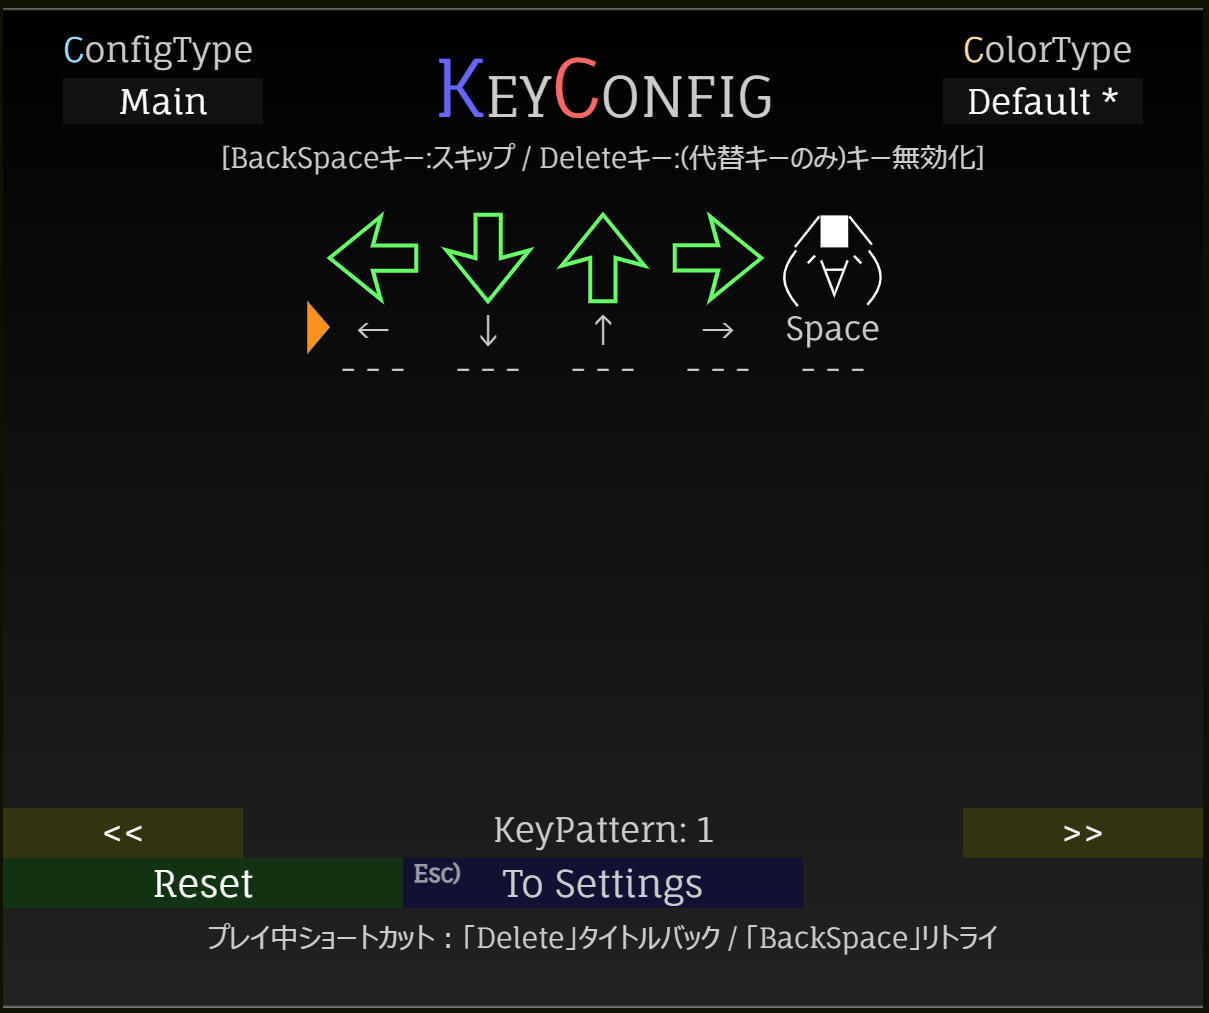 ConfigType
KeyConfig
ColorType
Main
Default *
[BackSpaceキー:スキップ / Deleteキー:(代替キーのみ)キー無効化]
← ↓ ↑ → Space
- - - - - - - - - - - - - - -
<< KeyPattern: 1 >>
Reset
Esc) To Settings
プレイ中ショートカット：「Delete」タイトルバック / 「BackSpace」リトライ